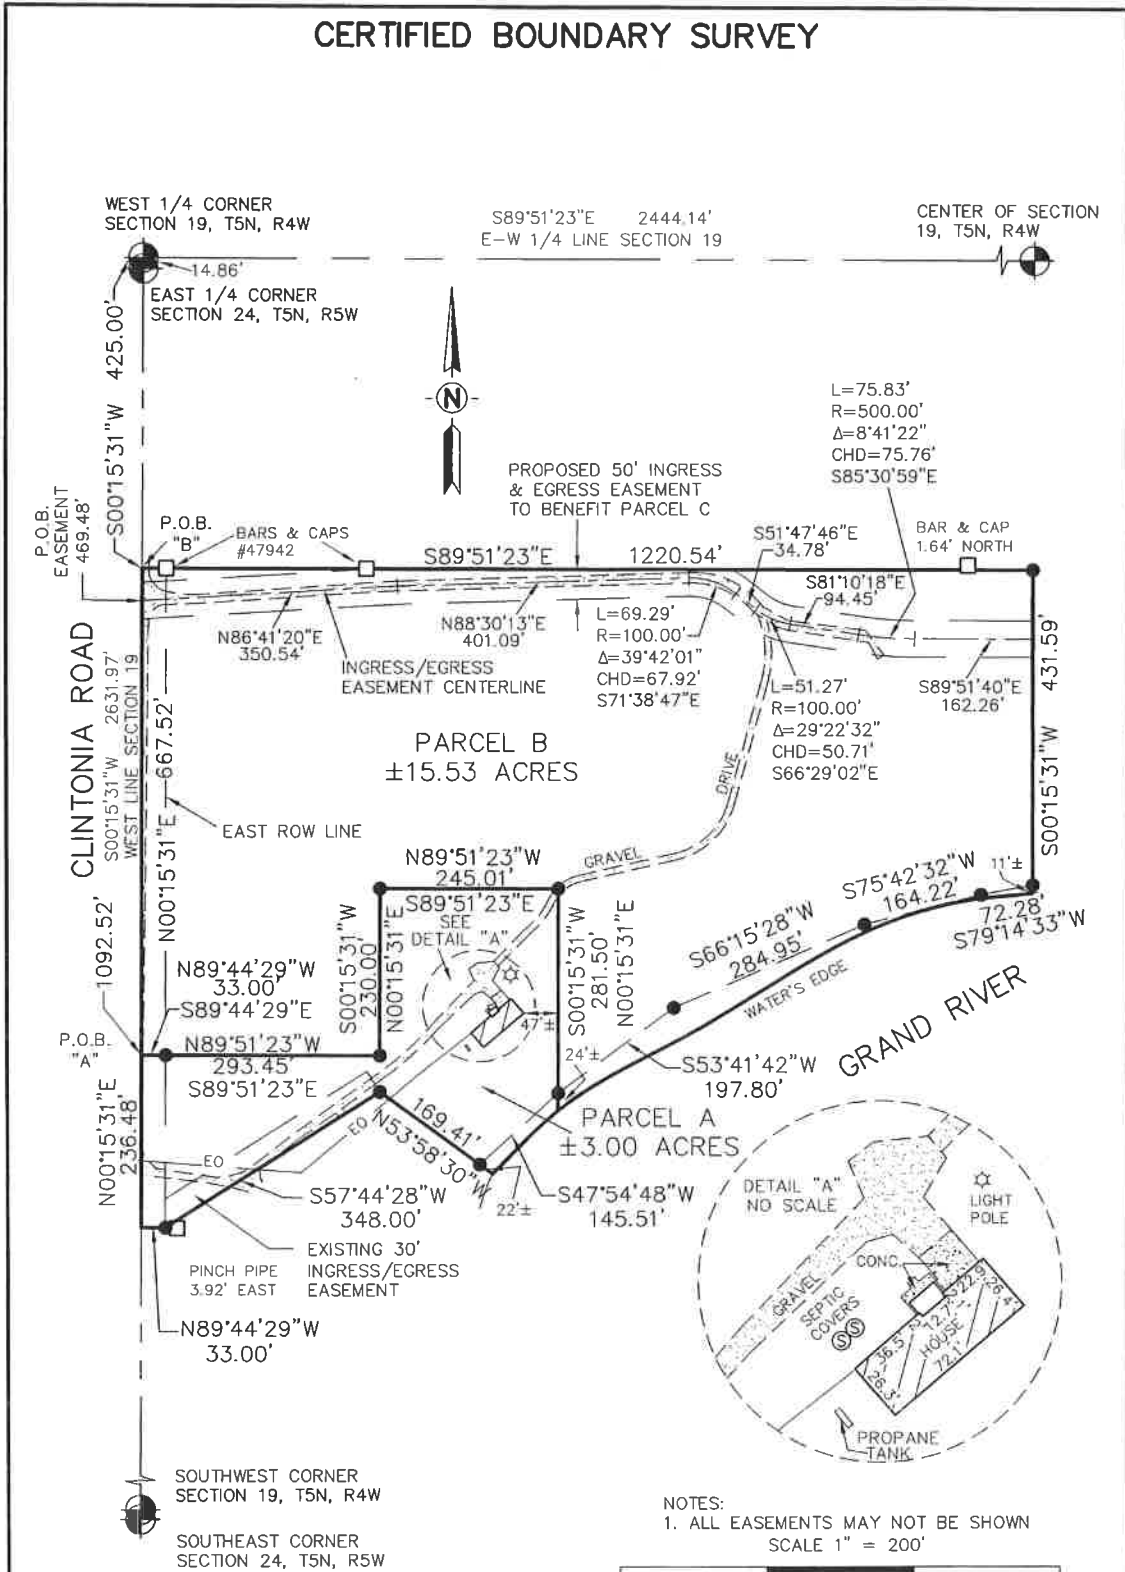 CERTIFIED BOUNDARY SURVEY
WEST 1/4 CORNER
SECTION 19, T5N, R4W
S89°51'23"E 2444.14'
E-W 1/4 LINE SECTION 19
CENTER OF SECTION
19, T5N, R4W
14.86'
EAST 1/4 CORNER
SECTION 24, T5N, R5W
S00°15'31"W 425.00'
N
L=75.83'
R=500.00'
Δ=8°41'22"
CHD=75.76'
S85°30'59"E
PROPOSED 50' INGRESS
& EGRESS EASEMENT
TO BENEFIT PARCEL C
P.O.B.
EASEMENT
469.48'
P.O.B.
"B"
BARS & CAPS
#47942
S89°51'23"E 1220.54'
S51°47'46"E
34.78'
BAR & CAP
1.64' NORTH
S81°10'18"E
94.45'
N86°41'20"E
350.54'
N88°30'13"E
401.09'
INGRESS/EGRESS
EASEMENT CENTERLINE
L=69.29'
R=100.00'
Δ=39°42'01"
CHD=67.92'
S71°38'47"E
L=51.27'
R=100.00'
Δ=29°22'32"
CHD=50.71'
S66°29'02"E
S89°51'40"E
162.26'
S00°15'31"W 431.59'
CLINTONIA ROAD
S00°15'31"W 2631.97'
WEST LINE SECTION 19
N00°15'31"E 667.52'
PARCEL B
±15.53 ACRES
EAST ROW LINE
GRAVEL
DRIVE
N89°51'23"W
245.01'
S89°51'23"E
SEE
DETAIL "A"
S00°15'31"W
230.00'
N00°15'31"E
S00°15'31"W
281.50'
N00°15'31"E
47'±
24'±
S66°15'28"W
284.95'
S75°42'32"W
164.22'
11'±
72.28'
S79°14'33"W
WATER'S EDGE
GRAND RIVER
1092.52'
N89°44'29"W
33.00'
S89°44'29"E
P.O.B.
"A"
N89°51'23"W
293.45'
S89°51'23"E
S53°41'42"W
197.80'
PARCEL A
±3.00 ACRES
169.41'
N53°58'30"W
N00°15'31"E
236.48'
EO
EO
E
S57°44'28"W
348.00'
22'±
S47°54'48"W
145.51'
EXISTING 30'
INGRESS/EGRESS
EASEMENT
PINCH PIPE
3.92' EAST
N89°44'29"W
33.00'
DETAIL "A"
NO SCALE
LIGHT
POLE
CONC.
GRAVEL
SEPTIC
COVERS
S S
HOUSE
36.5'
12.7'
22.9'
26.4'
72.1'
26.3'
PROPANE
TANK
SOUTHWEST CORNER
SECTION 19, T5N, R4W
SOUTHEAST CORNER
SECTION 24, T5N, R5W
NOTES:
1. ALL EASEMENTS MAY NOT BE SHOWN
SCALE 1" = 200'